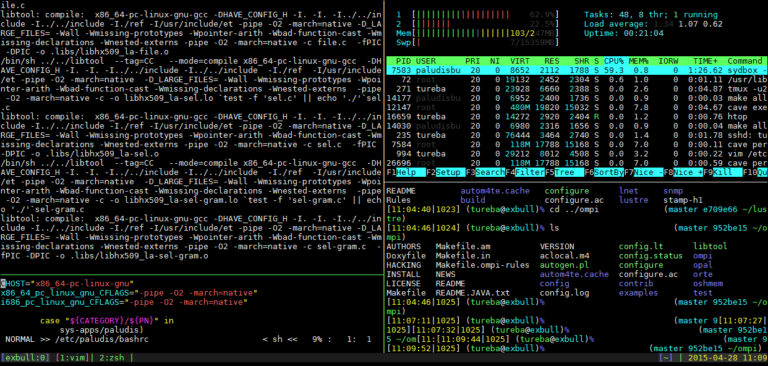 ile.c
libtool: compile:  x86_64-pc-linux-gnu-gcc -DHAVE_CONFIG_H -I. -I. -I../../in
clude -I../../include -I../ref -I/usr/include/et -pipe -O2 -march=native -D_LA
RGE_FILES= -Wall -Wmissing-prototypes -Wpointer-arith -Wbad-function-cast -Wm
issing-declarations -Wnested-externs -pipe -O2 -march=native -c file.c  -fPIC
 -DPIC -o .libs/libhx509_la-file.o
/bin/sh ../../libtool  --tag=CC   --mode=compile x86_64-pc-linux-gnu-gcc -DH
AVE_CONFIG_H -I. -I. -I../../include -I../../include  -I../ref  -I/usr/include
/et -pipe -O2 -march=native  -D_LARGE_FILES= -Wall -Wmissing-prototypes -Wpoi
nter-arith -Wbad-function-cast -Wmissing-declarations -Wnested-externs  -pipe
 -O2 -march=native -c -o libhx509_la-sel.lo `test -f 'sel.c' || echo './'`sel
.c
libtool: compile:  x86_64-pc-linux-gnu-gcc -DHAVE_CONFIG_H -I. -I. -I../../in
clude -I../../include -I../ref -I/usr/include/et -pipe -O2 -march=native -D_LA
RGE_FILES= -Wall -Wmissing-prototypes -Wpointer-arith -Wbad-function-cast -Wm
issing-declarations -Wnested-externs -pipe -O2 -march=native -c sel.c  -fPIC
-DPIC -o .libs/libhx509_la-sel.o
/bin/sh ../../libtool  --tag=CC   --mode=compile x86_64-pc-linux-gnu-gcc -DH
AVE_CONFIG_H -I. -I. -I../../include -I../../include  -I../ref  -I/usr/include
/et -pipe -O2 -march=native  -D_LARGE_FILES= -Wall -Wmissing-prototypes -Wpoi
nter-arith -Wbad-function-cast -Wmissing-declarations -Wnested-externs  -pipe
 -O2 -march=native -c -o libhx509_la-sel-gram.lo `test -f 'sel-gram.c' || ech
o './'`sel-gram.c
libtool: compile:  x86_64-pc-linux-gnu-gcc -DHAVE_CONFIG_H -I. -I. -I../../in
clude -I../../include -I../ref -I/usr/include/et -pipe -O2 -march=native -D_LA
RGE_FILES= -Wall -Wmissing-prototypes -Wpointer-arith -Wbad-function-cast -Wm
issing-declarations -Wnested-externs -pipe -O2 -march=native -c sel-gram.c  -
fPIC -DPIC -o .libs/libhx509_la-sel-gram.o
CHOST="x86_64-pc-linux-gnu"
x86_64_pc_linux_gnu_CFLAGS="-pipe -O2 -march=native"
i686_pc_linux_gnu_CFLAGS="-pipe -O2 -march=native"
case "${CATEGORY}/${PN}" in
sys-apps/paludis)
NORMAL >> /etc/paludis/bashrc < sh << 9% : 1: 1
1 [ 62.9%] Tasks: 48, 8 thr; 1 running
2 [ 22.5%] Load average: 1.34 1.07 0.62
Mem[ 103/2047MB] Uptime: 00:21:04
Swp[ 7/15359MB]
PID USER PRI NI VIRT RES SHR S CPU% MEM% IORW TIME+ Command
7583 paludisbu 20 0 8652 2112 1788 S 59.3 0.8 0 1:26.62 sydbox -
72 root 20 0 19132 2452 2304 S 0.6 1.0 0 0:01.11 /usr/lib
271 tureba 20 0 23928 6660 2388 S 0.0 2.6 0 0:04.87 tmux -u2
14177 paludisbu 20 0 6952 2400 1736 S 0.0 0.9 0 0:00.03 make all
12147 root 20 0 480M 19820 15032 S 0.0 7.8 0 0:04.67 cave exe
16659 tureba 20 0 14272 2920 2404 R 0.0 1.2 0 0:00.76 htop
14030 paludisbu 20 0 6980 2316 1656 S 0.0 0.9 0 0:00.04 make all
235 tureba 20 0 76444 3464 2740 S 0.0 1.4 0 0:01.78 sshd: tu
7584 root 20 0 118M 17788 15168 S 0.0 7.0 0 0:00.11 cave per
994 tureba 20 0 29212 8012 4508 S 0.0 3.2 0 0:00.22 vim /etc
26696 root 20 0 118M 17788 15168 S 0.0 7.0 0 0:00.59 cave per
F1Help F2Setup F3SearchF4FilterF5Tree F6SortByF7Nice -F8Nice +F9Kill F10Qu
README autom4te.cache configure lnet snmp
Rules build configure.ac lustre stamp-h1
[11:04:40|1023] (tureba@exbull)% cd ../ompi (master e709e66 ~/lus
tre)
[11:04:46|1024] (tureba@exbull)% ls (master 952be15 ~/o
mpi)
AUTHORS Makefile.am VERSION config.lt libtool
Doxyfile Makefile.in aclocal.m4 config.status ompi
HACKING Makefile.ompi-rules autogen.pl configure opal
INSTALL NEWS autom4te.cache configure.ac orte
LICENSE README config contrib oshmem
Makefile README.JAVA.txt config.log examples test
[11:04:46|1025] (tureba@exbull)% (master 952be15 ~/o
mpi)
[11:07:11|1025] (tureba@exbull)% (master 9[11:07:27|
1025][11:07:32|1025] (tureba@exbull)% (master 952be1
5 ~/om[11:[11:09:44|1025] (tureba@exbull)% (master 952be15 ~/o
[11:09:52|1025] (tureba@exbull)% (master 952be15 ~/ompi)
[exbull:0] [1:vim]| 2:zsh | [~] | 2015-04-28 11:09